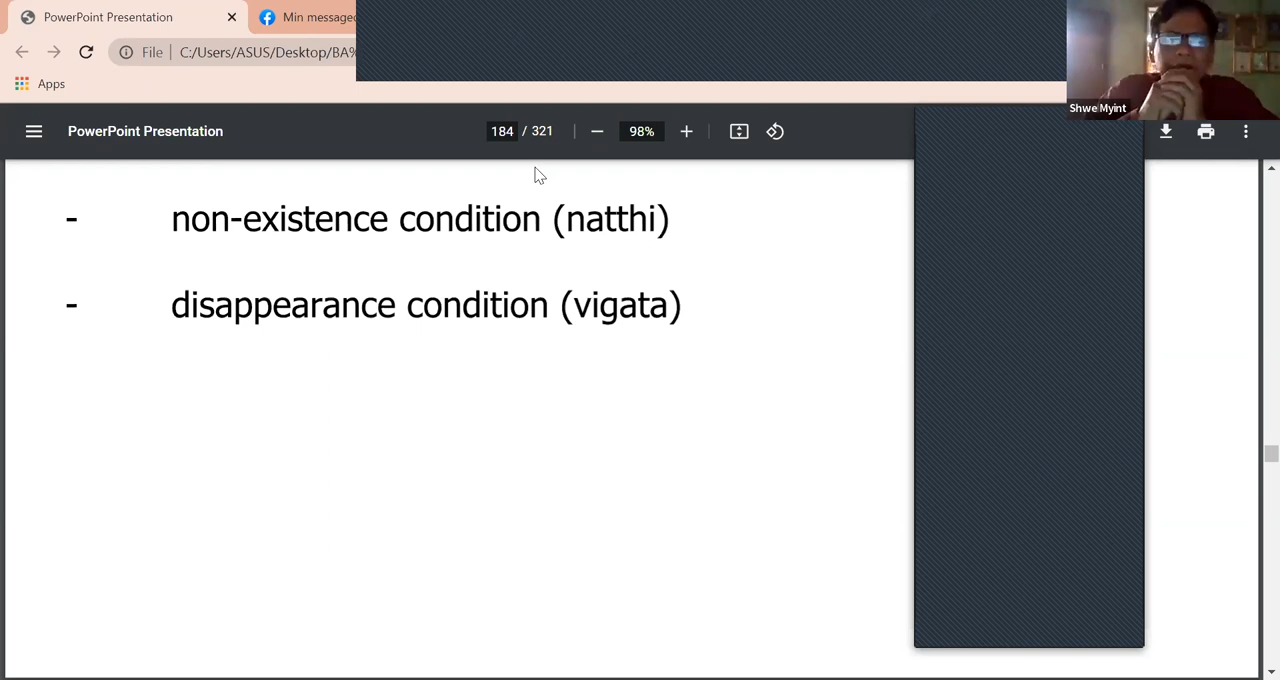 PowerPoint Presentation
Min message
File C:/Users/ASUS/Desktop/BA%
Apps
Shwe Myint
PowerPoint Presentation 184 / 321 98%
- non-existence condition (natthi)
- disappearance condition (vigata)